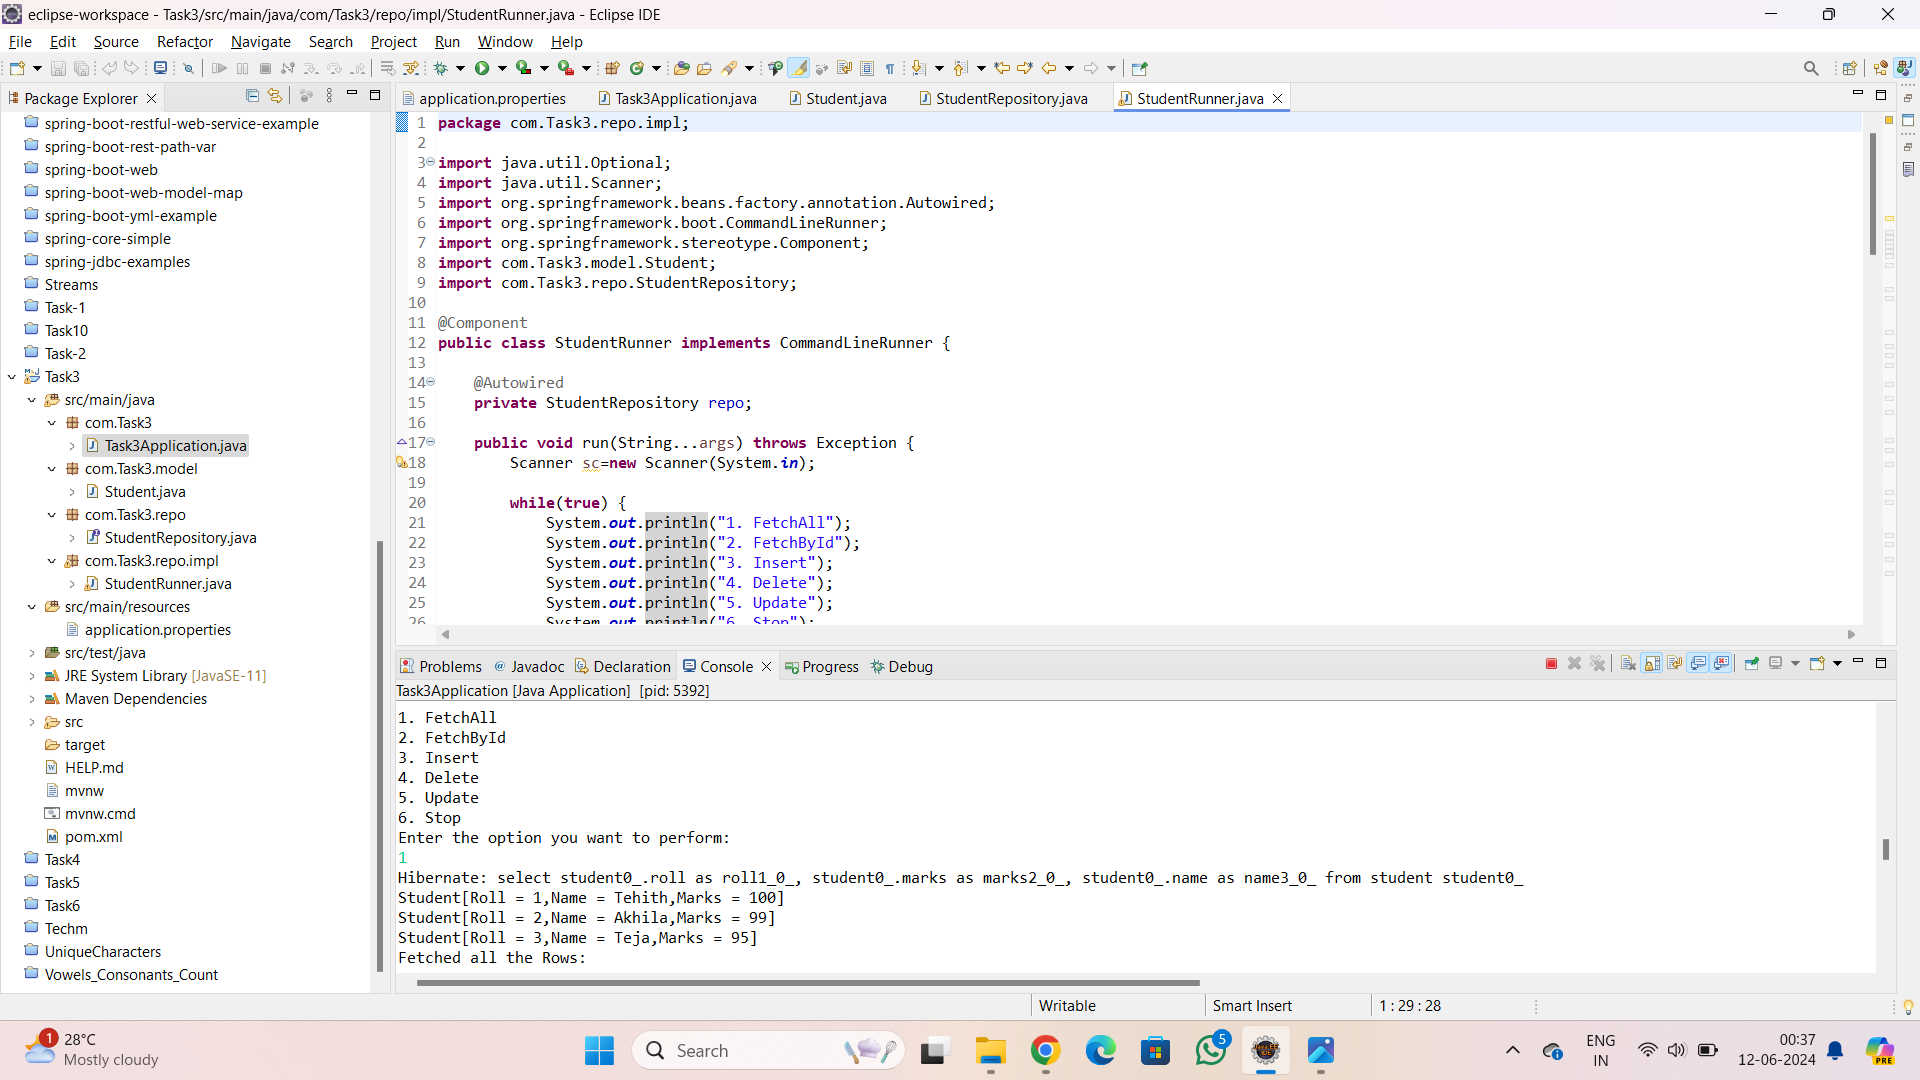 eclipse-workspace - Task3/src/main/java/com/Task3/repo/impl/StudentRunner.java - Eclipse IDE
File Edit Source Refactor Navigate Search Project Run Window Help
Package Explorer
spring-boot-restful-web-service-example
spring-boot-rest-path-var
spring-boot-web
spring-boot-web-model-map
spring-boot-yml-example
spring-core-simple
spring-jdbc-examples
Streams
Task-1
Task10
Task-2
Task3
src/main/java
com.Task3
Task3Application.java
com.Task3.model
Student.java
com.Task3.repo
StudentRepository.java
com.Task3.repo.impl
StudentRunner.java
src/main/resources
application.properties
src/test/java
JRE System Library [JavaSE-11]
Maven Dependencies
src
target
HELP.md
mvnw
mvnw.cmd
pom.xml
Task4
Task5
Task6
Techm
UniqueCharacters
Vowels_Consonants_Count
application.properties Task3Application.java Student.java StudentRepository.java StudentRunner.java
1 package com.Task3.repo.impl;
2
3 import java.util.Optional;
4 import java.util.Scanner;
5 import org.springframework.beans.factory.annotation.Autowired;
6 import org.springframework.boot.CommandLineRunner;
7 import org.springframework.stereotype.Component;
8 import com.Task3.model.Student;
9 import com.Task3.repo.StudentRepository;
10
11 @Component
12 public class StudentRunner implements CommandLineRunner {
13
14 @Autowired
15 private StudentRepository repo;
16
17 public void run(String...args) throws Exception {
18 Scanner sc=new Scanner(System.in);
19
20 while(true) {
21 System.out.println("1. FetchAll");
22 System.out.println("2. FetchById");
23 System.out.println("3. Insert");
24 System.out.println("4. Delete");
25 System.out.println("5. Update");
26 System.out.println("6. Stop");
Problems Javadoc Declaration Console Progress Debug
Task3Application [Java Application] [pid: 5392]
1. FetchAll
2. FetchById
3. Insert
4. Delete
5. Update
6. Stop
Enter the option you want to perform:
1
Hibernate: select student0_.roll as roll1_0_, student0_.marks as marks2_0_, student0_.name as name3_0_ from student student0_
Student[Roll = 1,Name = Tehith,Marks = 100]
Student[Roll = 2,Name = Akhila,Marks = 99]
Student[Roll = 3,Name = Teja,Marks = 95]
Fetched all the Rows:
Writable Smart Insert 1 : 29 : 28
1
28°C
Mostly cloudy
Search
5
ENG
IN
00:37
12-06-2024
PRE